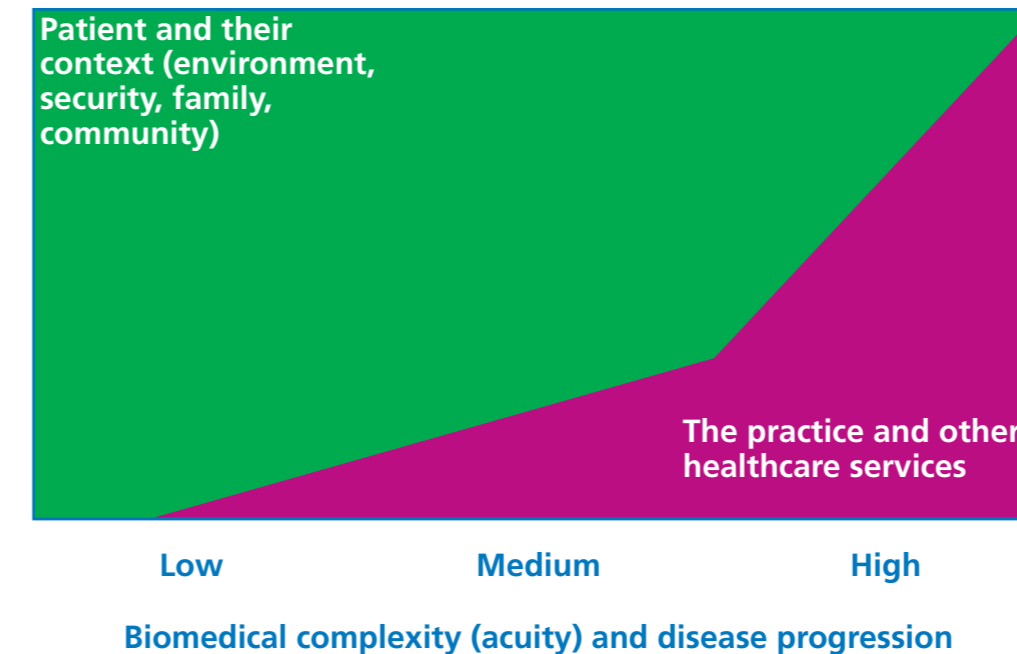 Patient and their
context (environment,
security, family,
community)
The practice and other
healthcare services
Low Medium High
Biomedical complexity (acuity) and disease progression